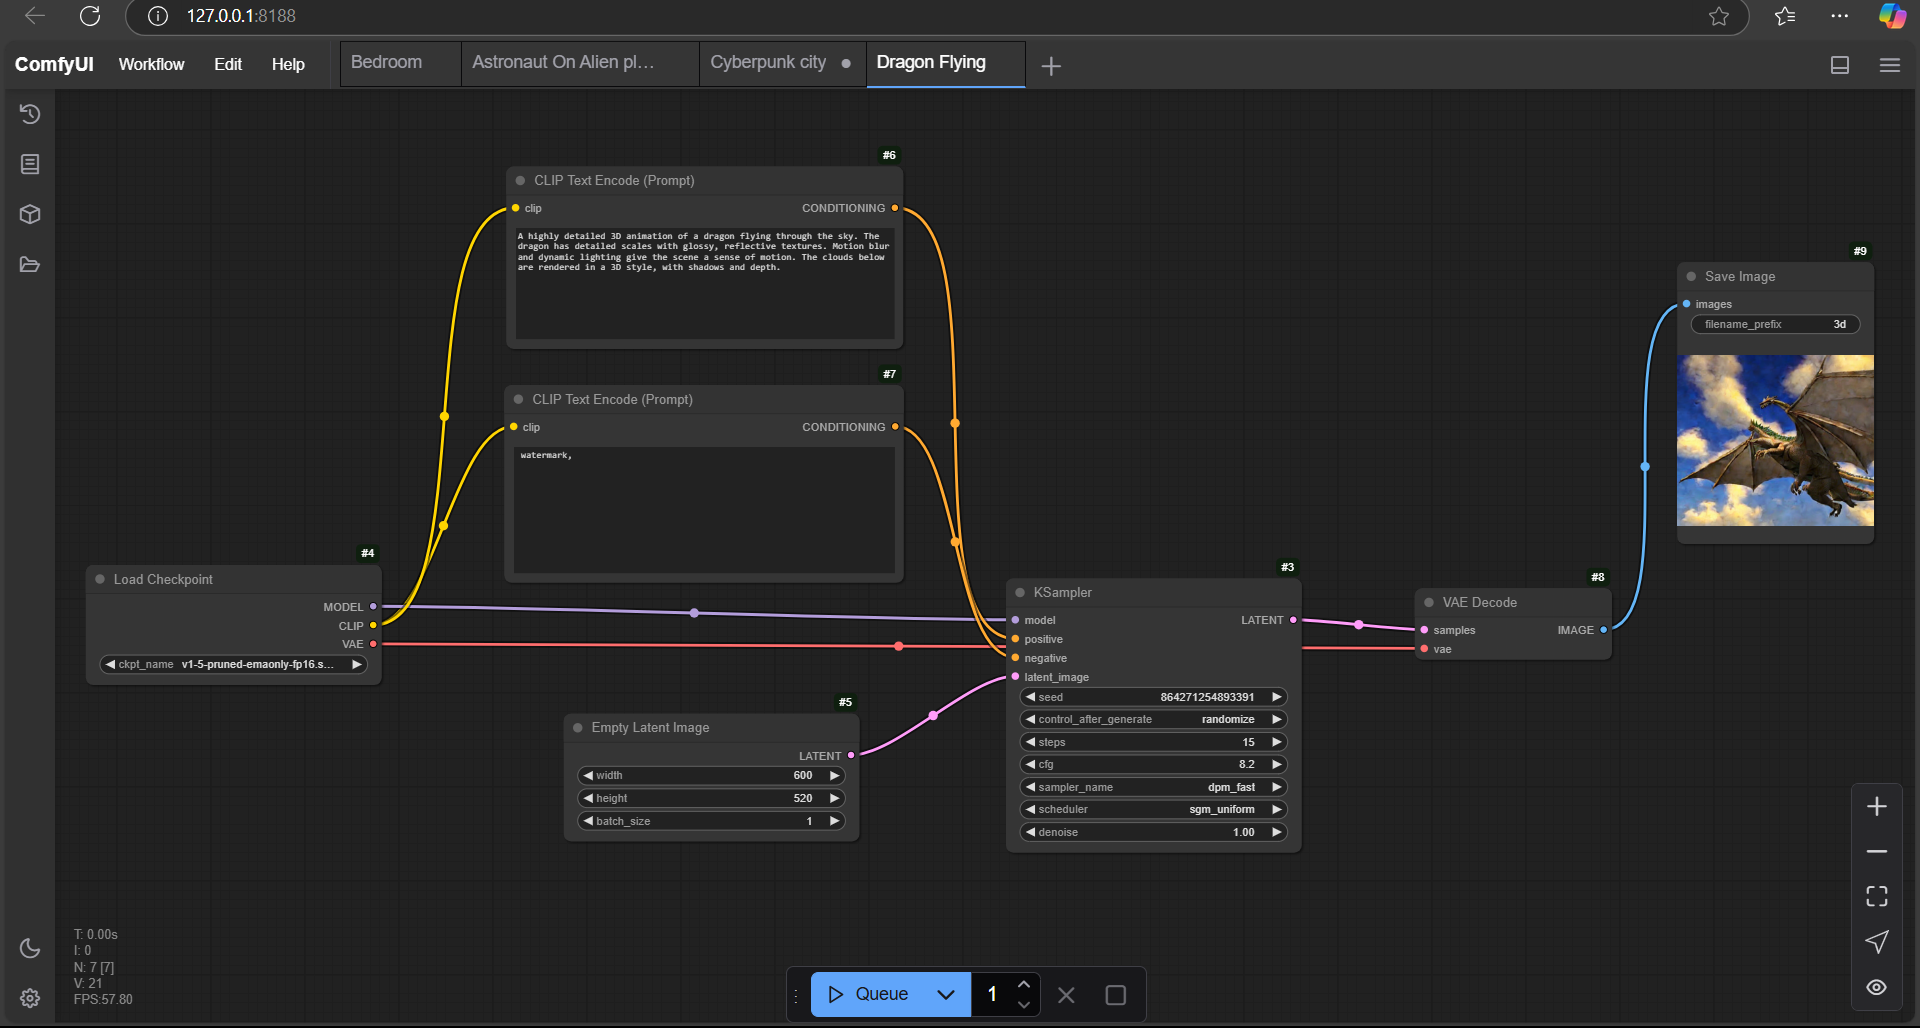 127.0.0.1:8188
ComfyUI Workflow Edit Help Bedroom Astronaut On Alien pl... Cyberpunk city Dragon Flying
#6
CLIP Text Encode (Prompt)
clip CONDITIONING
A highly detailed 3D animation of a dragon flying through the sky. The
dragon has detailed scales with glossy, reflective textures. Motion blur
and dynamic lighting give the scene a sense of motion. The clouds below
are rendered in a 3D style, with shadows and depth.
#7
CLIP Text Encode (Prompt)
clip CONDITIONING
watermark,
#4
Load Checkpoint
MODEL
CLIP
VAE
ckpt_name v1-5-pruned-emaonly-fp16.s...
#5
Empty Latent Image
LATENT
width 600
height 520
batch_size 1
#3
KSampler
model LATENT
positive
negative
latent_image
seed 864271254893391
control_after_generate randomize
steps 15
cfg 8.2
sampler_name dpm_fast
scheduler sgm_uniform
denoise 1.00
#8
VAE Decode
samples IMAGE
vae
#9
Save Image
images
filename_prefix 3d
T: 0.00s
I: 0
N: 7 [7]
V: 21
FPS:57.80
Queue 1